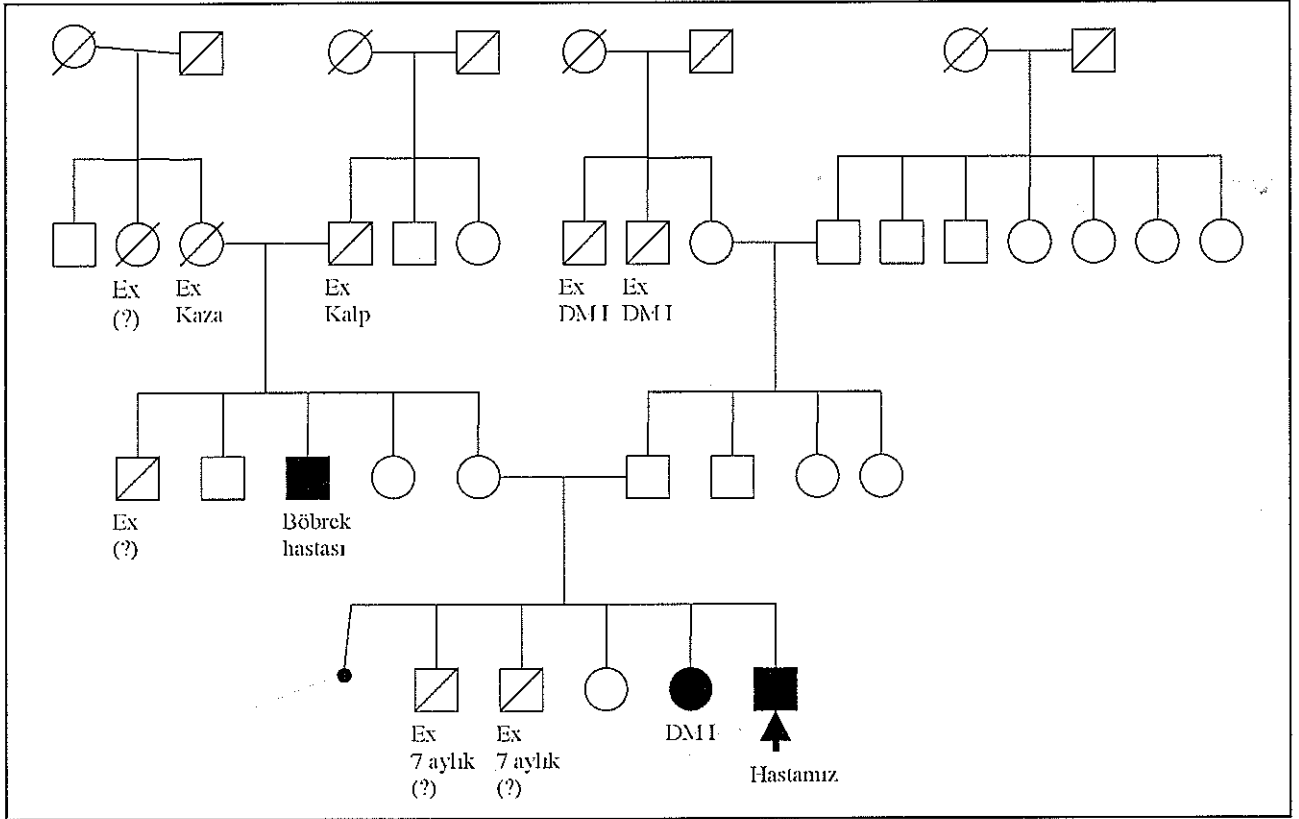 Ex
(?)
Ex
Kaza
Ex
Kalp
Ex
DM I
Ex
DM I
Ex
(?)
Böbrek
hastası
Ex
7 aylık
(?)
Ex
7 aylık
(?)
DM I
Hastamız